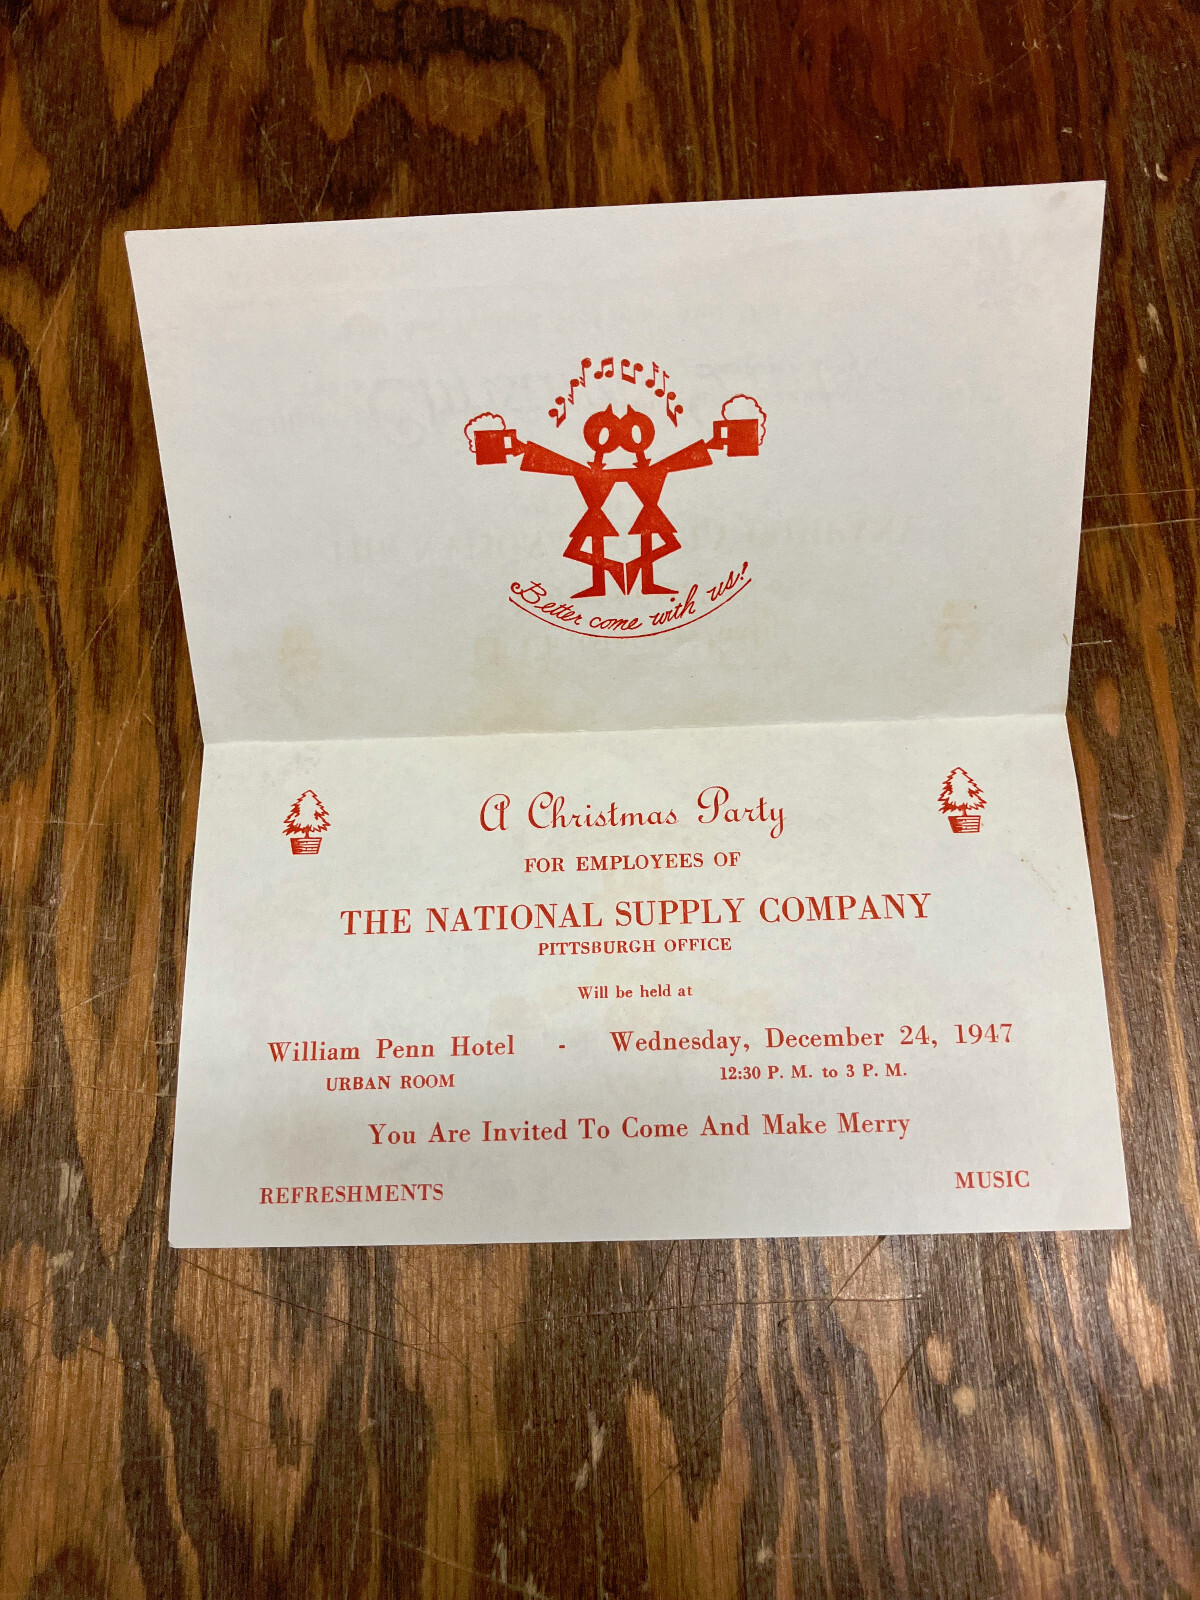 Better come with us!
A Christmas Party
FOR EMPLOYEES OF
THE NATIONAL SUPPLY COMPANY
PITTSBURGH OFFICE
Will be held at
William Penn Hotel - Wednesday, December 24, 1947
URBAN ROOM 12:30 P. M. to 3 P. M.
You Are Invited To Come And Make Merry
REFRESHMENTS MUSIC